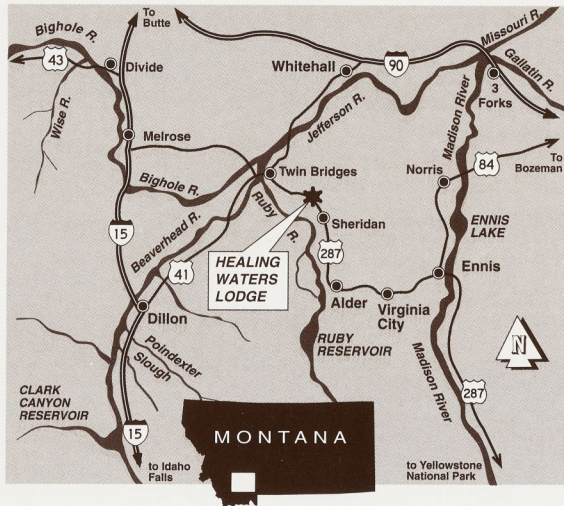 To
Butte
Bighole R.
43
Divide
Wise R.
Melrose
Bighole R.
15
Whitehall
90
Missouri R.
Gallatin R.
3
Forks
Jefferson R.
Madison River
Twin Bridges
Norris
84
To
Bozeman
Beaverhead R.
41
Ruby
R.
Sheridan
287
HEALING
WATERS
LODGE
ENNIS
LAKE
Ennis
Alder
Virginia
City
Dillon
RUBY
RESERVOIR
N
Poindexter
Slough
CLARK
CANYON
RESERVOIR
15
to Idaho
Falls
MONTANA
Madison River
287
to Yellowstone
National Park